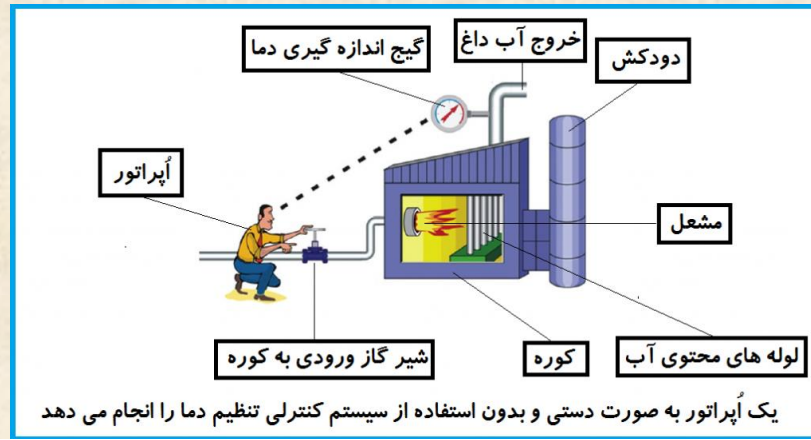 خروج آب داغ
گیج اندازه گیری دما
دودکش
اُپراتور
مشعل
شیر گاز ورودی به کوره
کوره
لوله های محتوی آب
یک اُپراتور به صورت دستی و بدون استفاده از سیستم کنترلی تنظیم دما را انجام می دهد